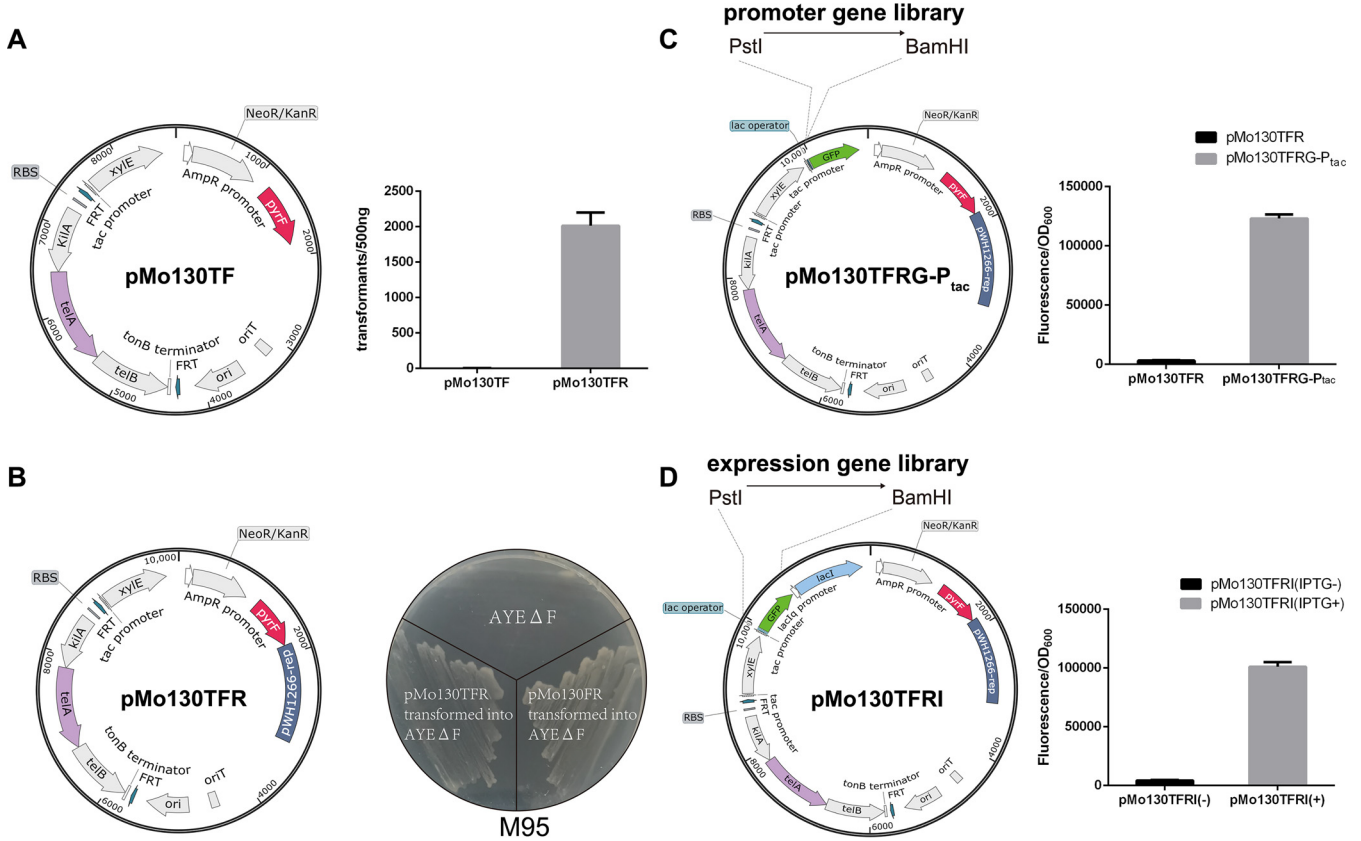 A
NeoR/KanR
8000
1000
RBS
xylE
AmpR promoter
pyrF
FRT
tac promoter
7000
KilA
2000
pMo130TF
telA
6000
tonB terminator
oriT
FRT
3000
telB
ori
5000
4000
transformants/500ng
2500
2000
1500
1000
500
0
pMo130TF
pMo130TFR
B
NeoR/KanR
10,000
RBS
xylE
AmpR promoter
pyrF
FRT
tac promoter
2000
kilA
8000
pWH1266-rep
telA
pMo130TFR
tonB terminator
oriT
telB
FRT
ori
4000
6000
AYE Δ F
pMo130TFR
transformed into
AYE Δ F
pMo130FR
transformed into
AYE Δ F
M95
C
promoter gene library
PstI
BamHI
lac operator
NeoR/KanR
10,000
GFP
AmpR promoter
xylE
tac promoter
pyrF
2000
RBS
FRT
tac promoter
pWH1266-rep
kilA
8000
pMo130TFRG-Ptac
telA
tonB terminator
FRT
oriT
4000
telB
ori
6000
pMo130TFR
pMo130TFRG-Ptac
Fluorescence/OD600
150000
100000
50000
0
pMo130TFR
pMo130TFRG-Ptac
D
expression gene library
PstI
BamHI
NeoR/KanR
lacI
AmpR promoter
lac operator
GFP
lacIq promoter
pyrF
10,000
tac promoter
2000
xylE
pWH1266-rep
RBS
FRT
tac promoter
pMo130TFRI
kilA
8000
telA
tonB terminator
oriT
4000
FRT
telB
ori
6000
pMo130TFRI(IPTG-)
pMo130TFRI(IPTG+)
Fluorescence/OD600
150000
100000
50000
0
pMo130TFRI(-)
pMo130TFRI(+)